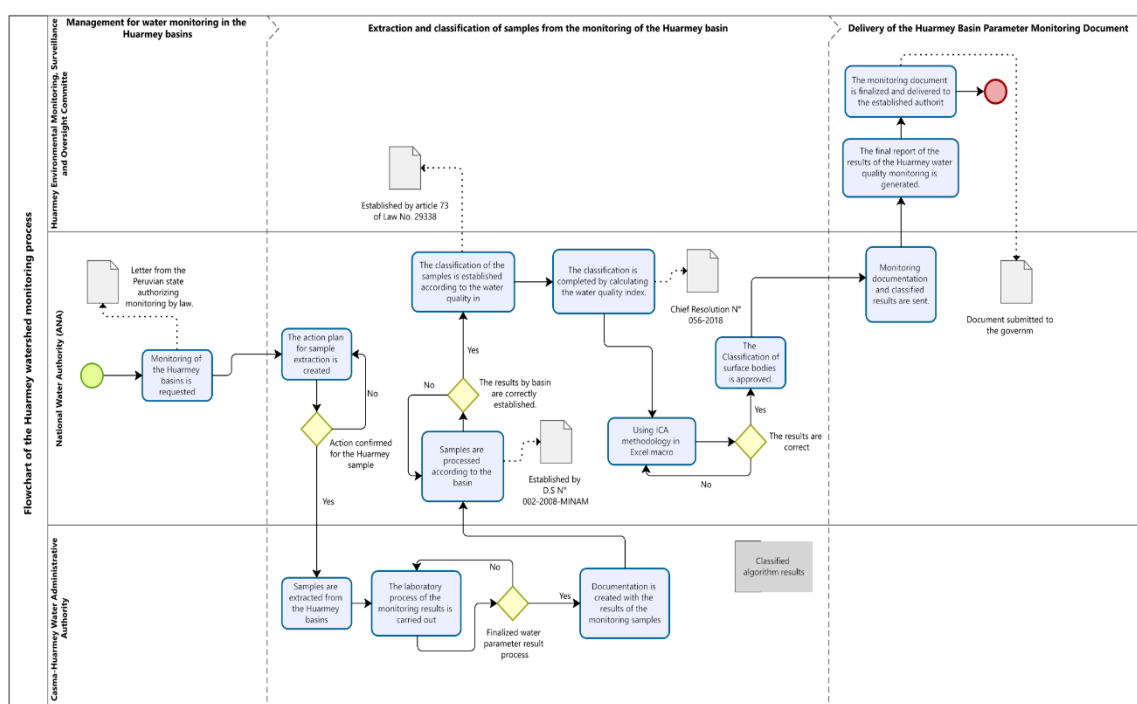 Flowchart of the Huarmey watershed monitoring process
Management for water monitoring in the
Huarmey basins
Extraction and classification of samples from the monitoring of the Huarmey basin
Delivery of the Huarmey Basin Parameter Monitoring Document
Huarmey Environmental Monitoring, Surveillance
and Oversight Committe
The monitoring document
is finalized and delivered to
the established authorit
The final report of the
results of the Huarmey water
quality monitoring is
generated.
Established by article 73
of Law No. 29338
National Water Authority (ANA)
Letter from the
Peruvian state
authorizing
monitoring by law.
Monitoring of
the Huarmey
basins is
requested
The action plan
for sample
extraction is
created
No
Action confirmed
for the Huarmey
sample
Yes
The classification of the
samples is established
according to the water
quality in
Yes
No
The results by basin
are correctly
established.
Samples are
processed
according to the
basin
Established by
D.S N°
002-2008-MINAM
The classification is
completed by calculating
the water quality index.
Chief Resolution N°
056-2018
Using ICA
methodology in
Excel macro
The
Classification of
surface bodies
is approved.
Yes
The results are
correct
No
Monitoring
documentation
and classified
results are sent.
Document submitted to
the governm
Casma-Huarmey Water Administrative
Authority
Samples are
extracted from
the Huarmey
basins
The laboratory
process of the
monitoring results is
carried out
No
Finalized water
parameter result
process
Yes
Documentation is
created with the
results of the
monitoring samples
Classified
algorithm results